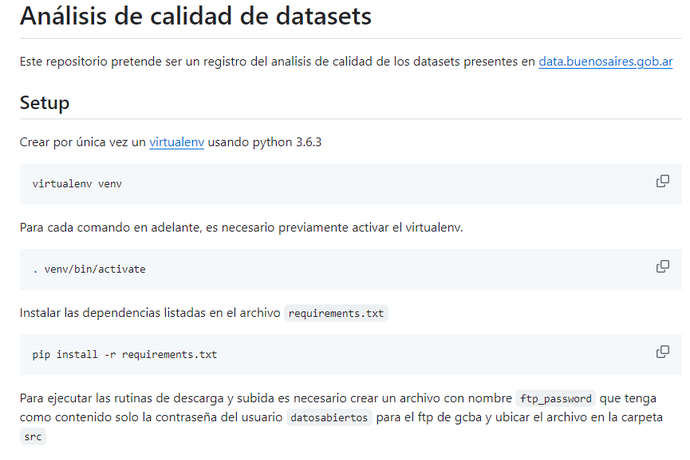 Análisis de calidad de datasets
Este repositorio pretende ser un registro del analisis de calidad de los datasets presentes en data.buenosaires.gob.ar
Setup
Crear por única vez un virtualenv usando python 3.6.3
virtualenv venv
Para cada comando en adelante, es necesario previamente activar el virtualenv.
. venv/bin/activate
Instalar las dependencias listadas en el archivo requirements.txt
pip install -r requirements.txt
Para ejecutar las rutinas de descarga y subida es necesario crear un archivo con nombre ftp_password que tenga
como contenido solo la contraseña del usuario datosabiertos para el ftp de gcba y ubicar el archivo en la carpeta
src